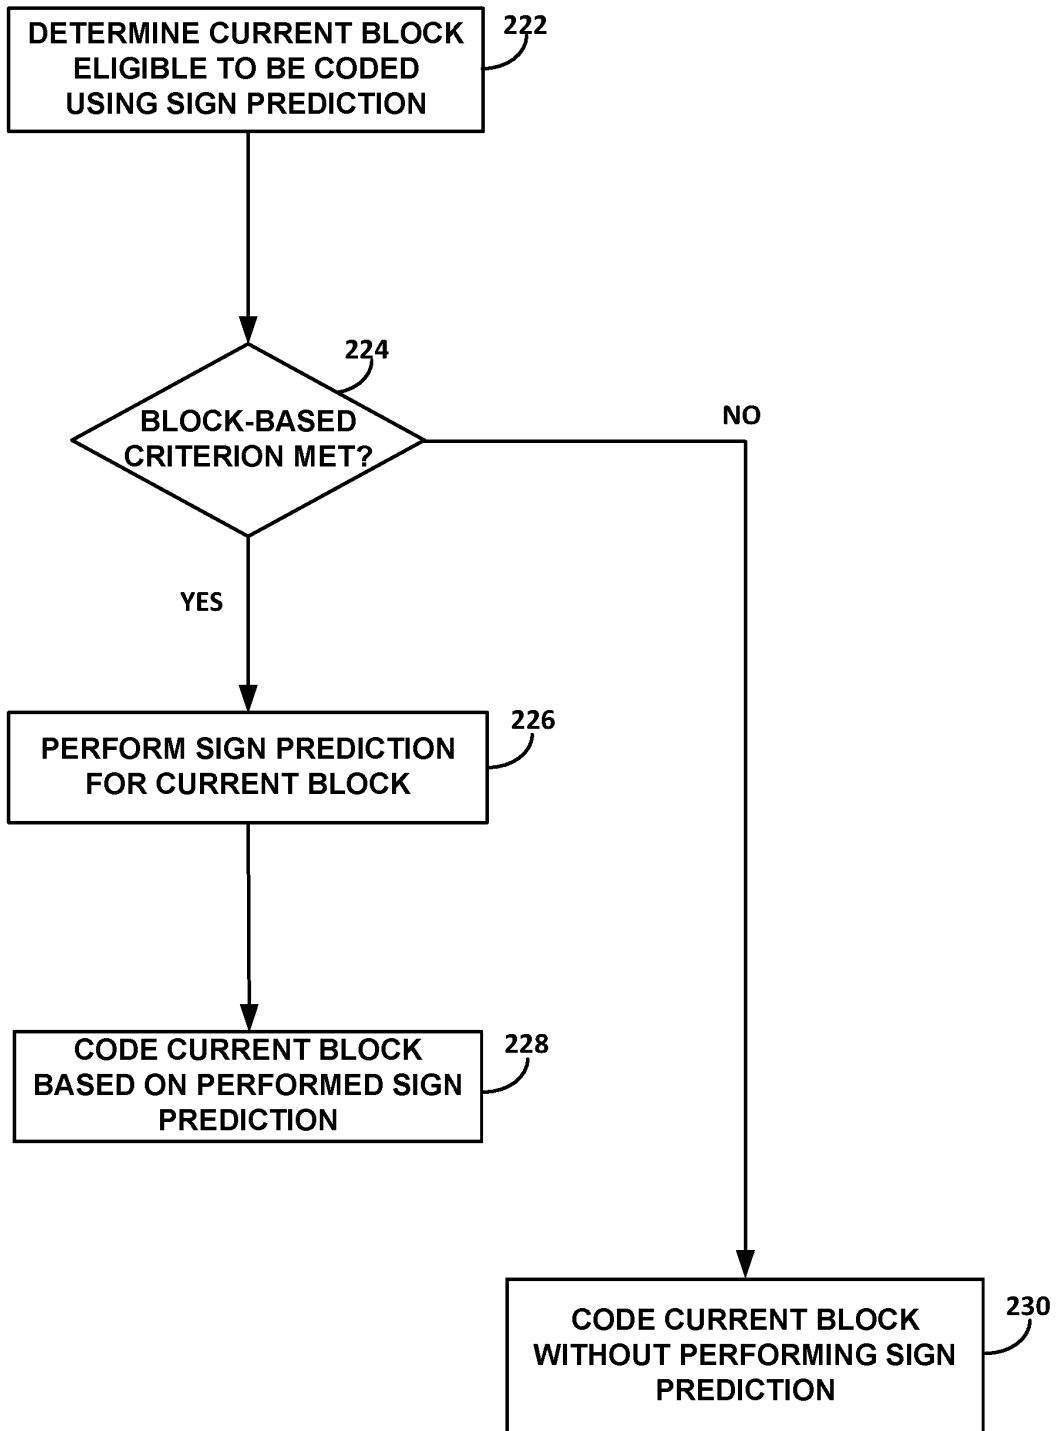 DETERMINE CURRENT BLOCK
ELIGIBLE TO BE CODED
USING SIGN PREDICTION
222
224
BLOCK-BASED
CRITERION MET?
NO
YES
PERFORM SIGN PREDICTION
FOR CURRENT BLOCK
226
CODE CURRENT BLOCK
BASED ON PERFORMED SIGN
PREDICTION
228
CODE CURRENT BLOCK
WITHOUT PERFORMING SIGN
PREDICTION
230